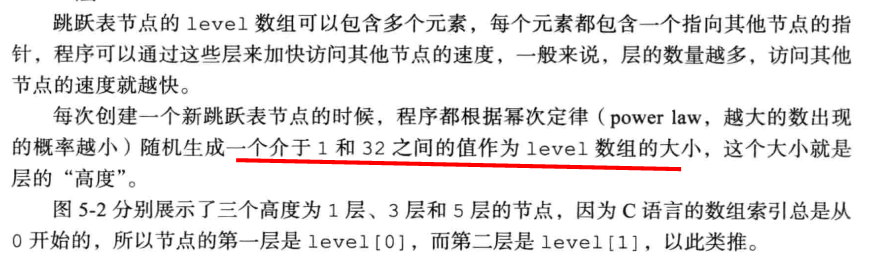 跳跃表节点的 level 数组可以包含多个元素，每个元素都包含一个指向其他节点的指
针，程序可以通过这些层来加快访问其他节点的速度，一般来说，层的数量越多，访问其他
节点的速度就越快。
每次创建一个新跳跃表节点的时候，程序都根据幂次定律（power law，越大的数出现
的概率越小）随机生成一个介于 1 和 32 之间的值作为 level 数组的大小，这个大小就是
层的“高度”。
图 5-2 分别展示了三个高度为 1 层、3 层和 5 层的节点，因为 C 语言的数组索引总是从
0 开始的，所以节点的第一层是 level[0]，而第二层是 level[1]，以此类推。